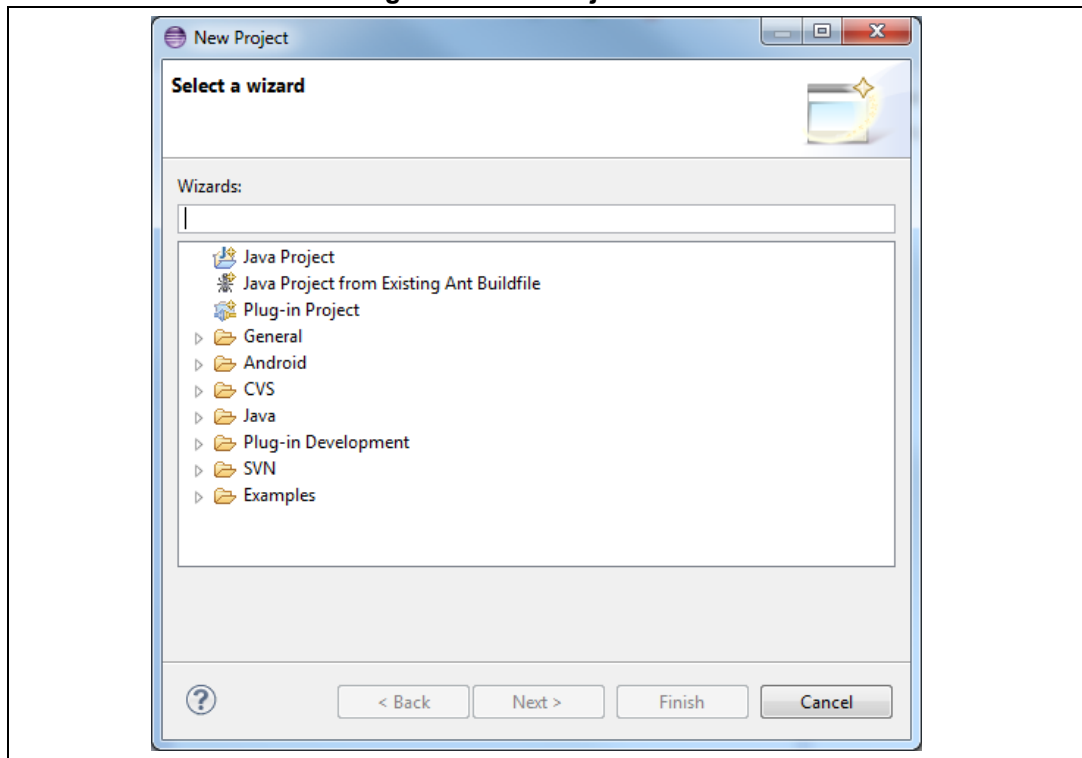 New Project
Select a wizard
Wizards:
Java Project
Java Project from Existing Ant Buildfile
Plug-in Project
General
Android
CVS
Java
Plug-in Development
SVN
Examples
< Back Next > Finish Cancel